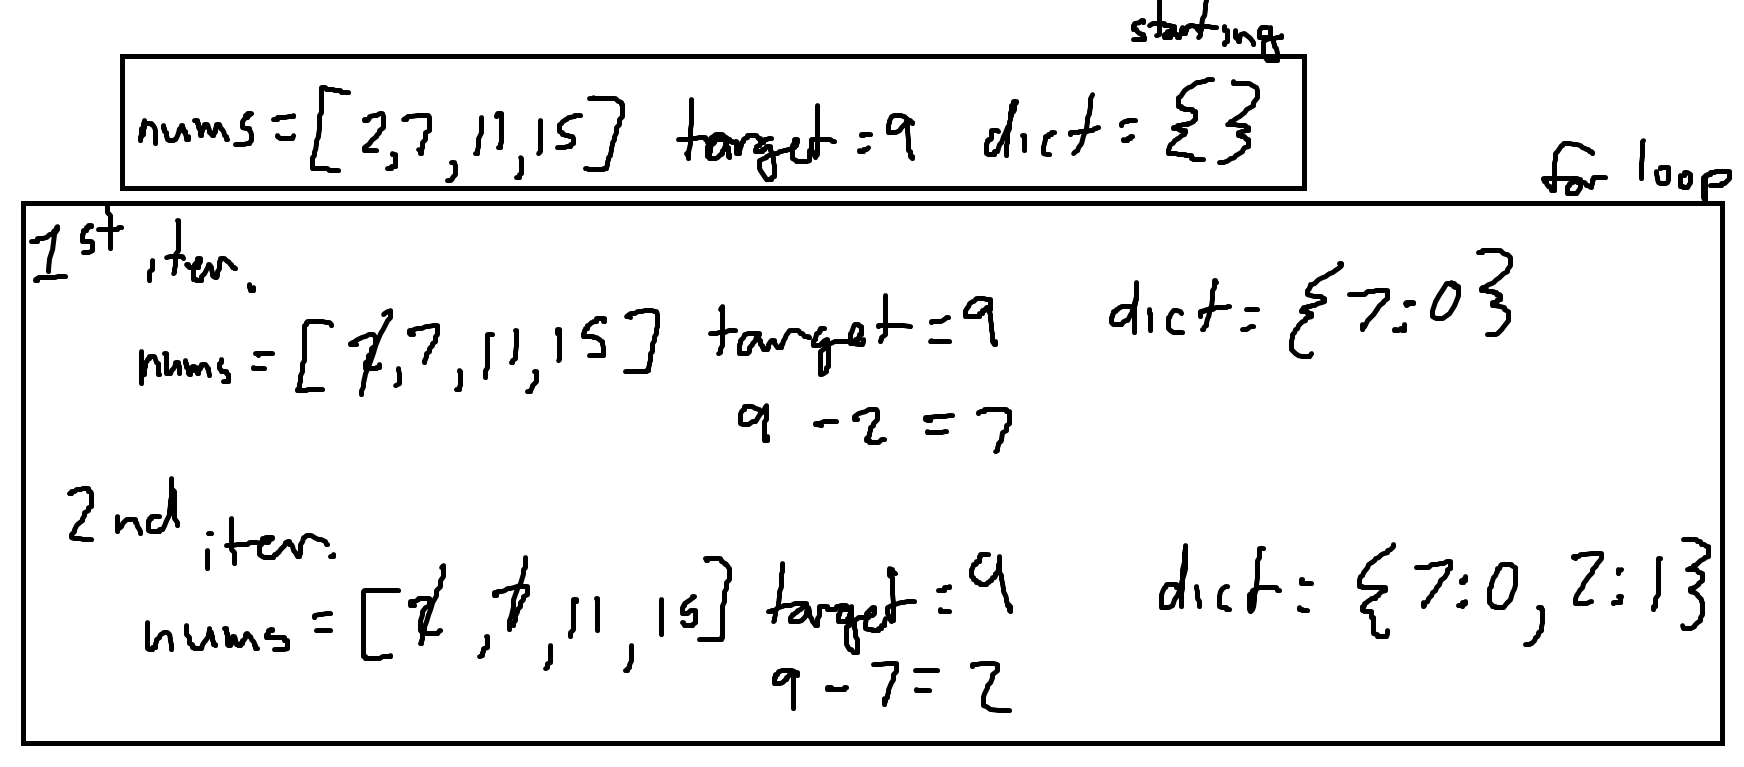 starting
nums = [2,7,11,15] target=9 dict = {}
for loop
1st iter.
nums = [2,7,11,15] target=9 dict = {7:0}
9 - 2 = 7
2nd iter.
nums = [2,7,11,15] target=9 dict = {7:0,2:1}
9 - 7 = 2